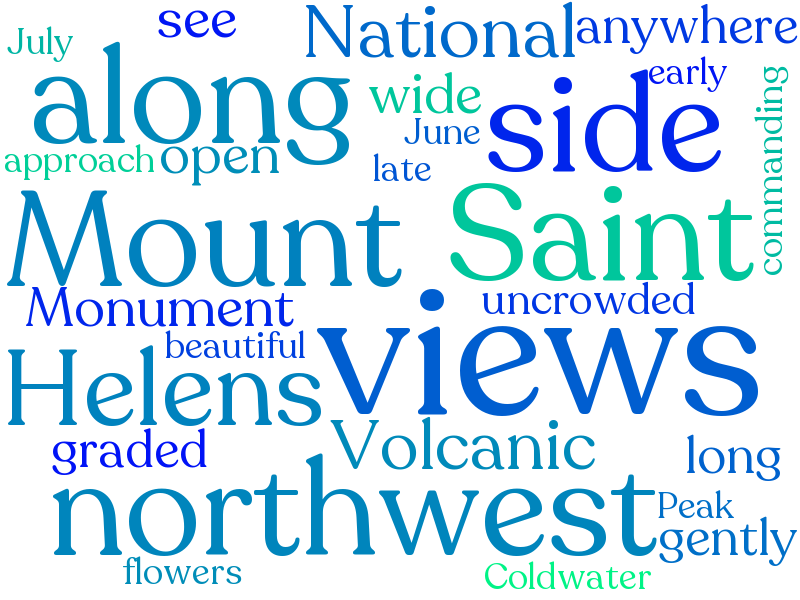 see
National
anywhere
July
along
wide
early
side
commanding
June
approach
open
late
Mount
Saint
Monument
uncrowded
beautiful
views
Helens
graded
Volcanic
long
northwest
Peak
gently
flowers
Coldwater